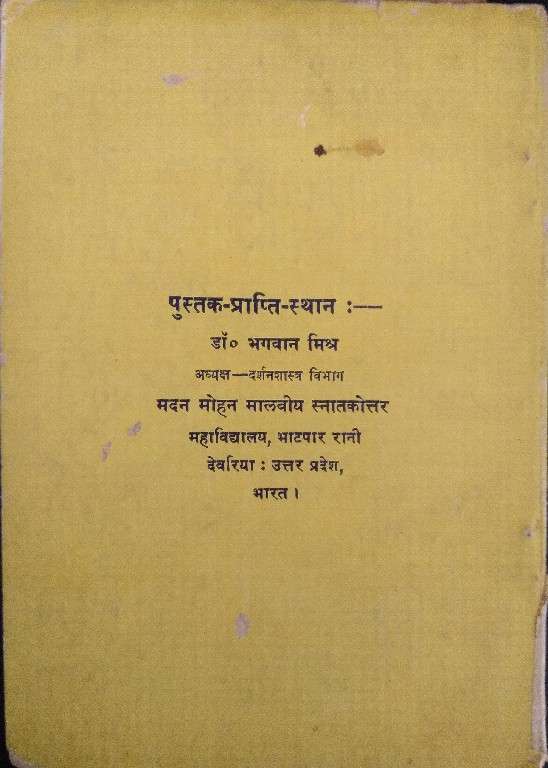 पुस्तक-प्राप्ति-स्थान :—
डॉ० भगवान मिश्र
अध्यक्ष—दर्शनशास्त्र विभाग
मदन मोहन मालवीय स्नातकोत्तर
महाविद्यालय, भाटपार रानी
देवरिया : उत्तर प्रदेश,
भारत ।